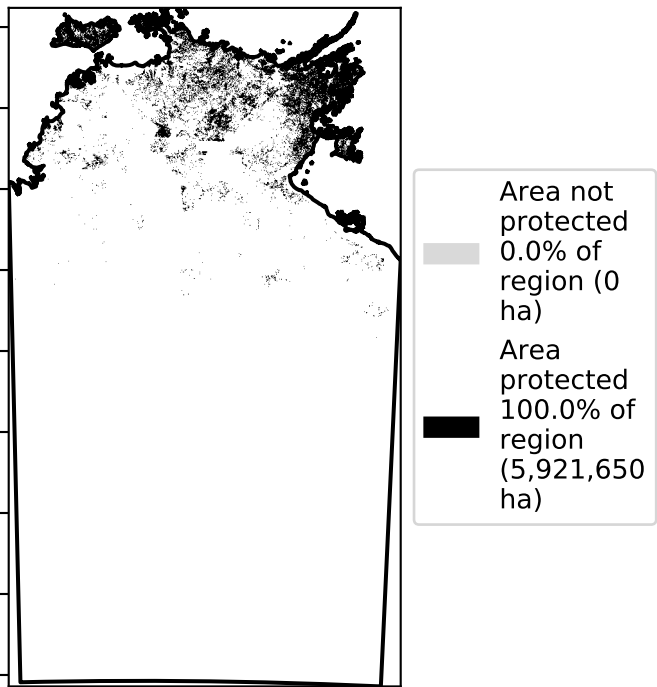 Area not
protected
0.0% of
region (0
ha)
Area
protected
100.0% of
region
(5,921,650
ha)